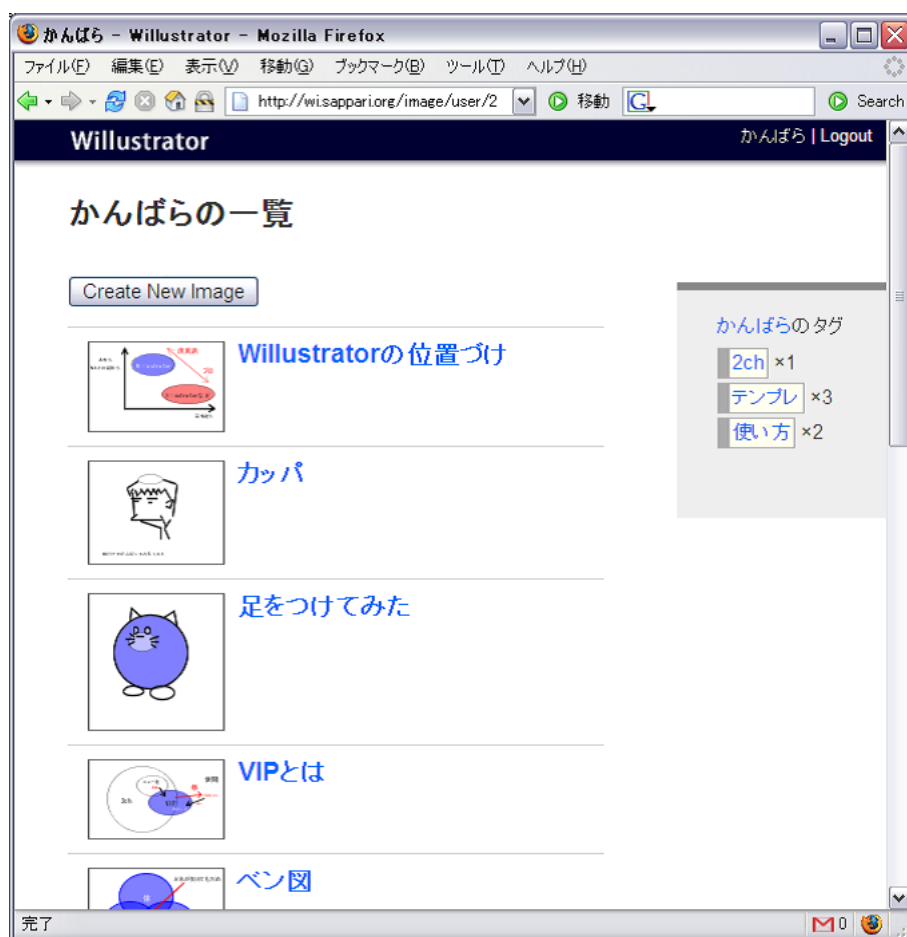 かんばら - Willustrator - Mozilla Firefox
ファイル(F) 編集(E) 表示(V) 移動(G) ブックマーク(B) ツール(T) ヘルプ(H)
http://wi.sappari.org/image/user/2 移動 G Search
Willustrator かんばら | Logout
かんばらの一覧
Create New Image
Willustratorの位置づけ
カッパ
足をつけてみた
VIPとは
2ch
ベン図
かんばらのタグ
2ch ×1
テンプレ ×3
使い方 ×2
完了 0